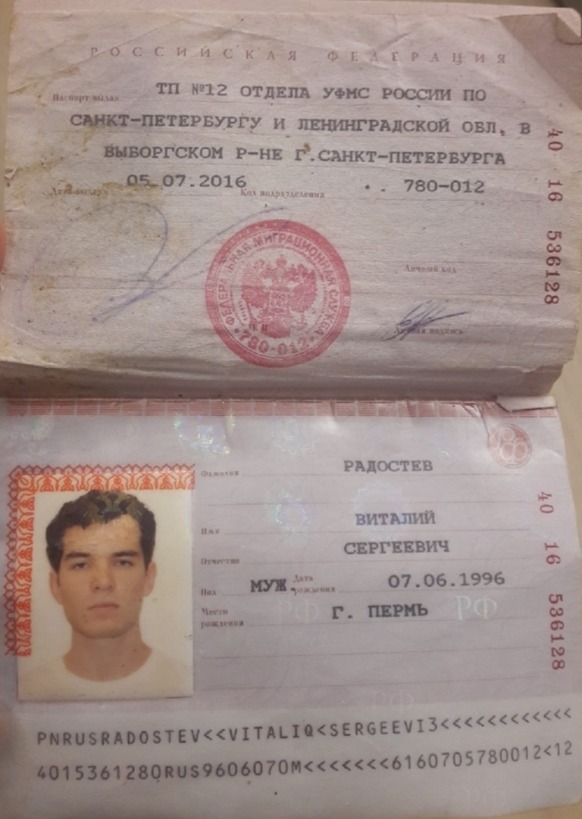 РОССИЙСКАЯ ФЕДЕРАЦИЯ
Паспорт выдан ТП №12 ОТДЕЛА УФМС РОССИИ ПО
САНКТ-ПЕТЕРБУРГУ И ЛЕНИНГРАДСКОЙ ОБЛ, В
ВЫБОРГСКОМ Р-НЕ Г.САНКТ-ПЕТЕРБУРГА
Дата выдачи 05.07.2016 Код подразделения 780-012
Личный код
Личная подпись
ФЕДЕРАЛЬНАЯ МИГРАЦИОННАЯ СЛУЖБА
780-012
40 16 536128
Фамилия РАДОСТЕВ
Имя ВИТАЛИЙ
Отчество СЕРГЕЕВИЧ
Пол МУЖ. Дата рождения 07.06.1996
Место рождения Г. ПЕРМЬ
РФ РФ
40 16 536128
PNRUSRADOSTEV<<VITALIQ<SERGEEVI3<<<<<<<<<<<<
4015361280RUS9606070M<<<<<<<6160705780012<12